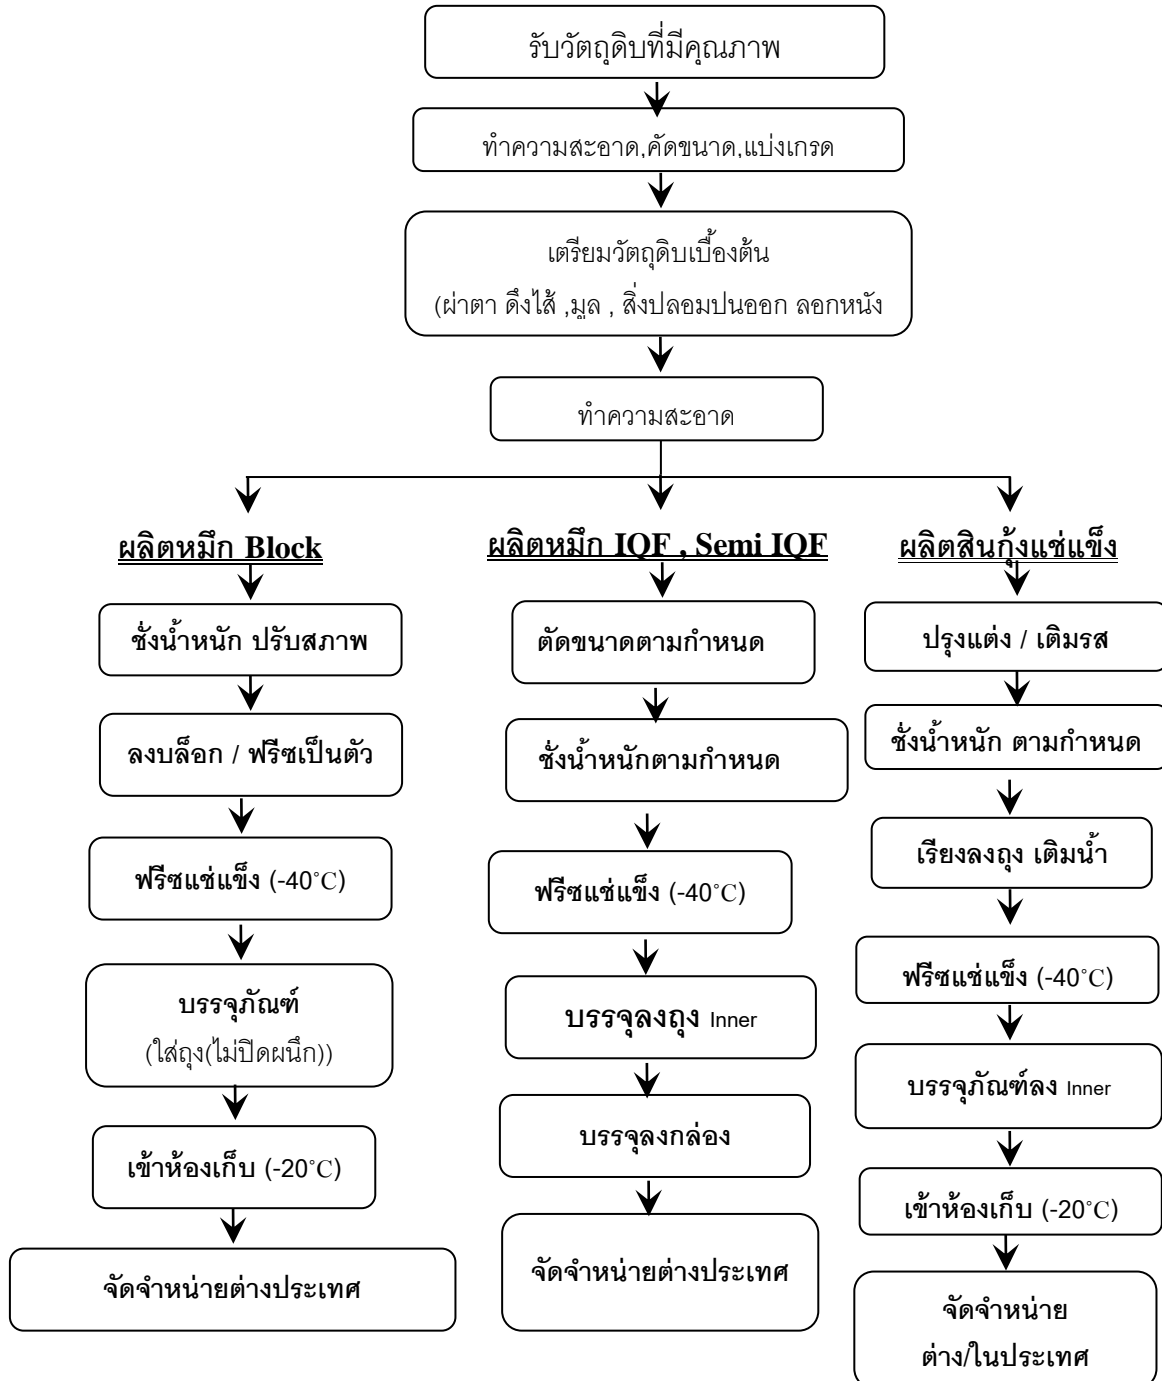 รับวัตถุดิบที่มีคุณภาพ
ทำความสะอาด,คัดขนาด,แบ่งเกรด
เตรียมวัตถุดิบเบื้องต้น
(ผ่าตา ดึงไส้ ,มูล , สิ่งปลอมปนออก ลอกหนัง
ทำความสะอาด
ผลิตหมึก Block
ชั่งน้ำหนัก ปรับสภาพ
ลงบล็อก / ฟรีซเป็นตัว
ฟรีซแช่แข็ง (-40°C)
บรรจุภัณฑ์
(ใส่ถุง(ไม่ปิดผนึก))
เข้าห้องเก็บ (-20°C)
จัดจำหน่ายต่างประเทศ
ผลิตหมึก IQF , Semi IQF
ตัดขนาดตามกำหนด
ชั่งน้ำหนักตามกำหนด
ฟรีซแช่แข็ง (-40°C)
บรรจุลงถุง Inner
บรรจุลงกล่อง
จัดจำหน่ายต่างประเทศ
ผลิตสินกุ้งแช่แข็ง
ปรุงแต่ง / เติมรส
ชั่งน้ำหนัก ตามกำหนด
เรียงลงถุง เติมน้ำ
ฟรีซแช่แข็ง (-40°C)
บรรจุภัณฑ์ลง Inner
เข้าห้องเก็บ (-20°C)
จัดจำหน่าย
ต่าง/ในประเทศ